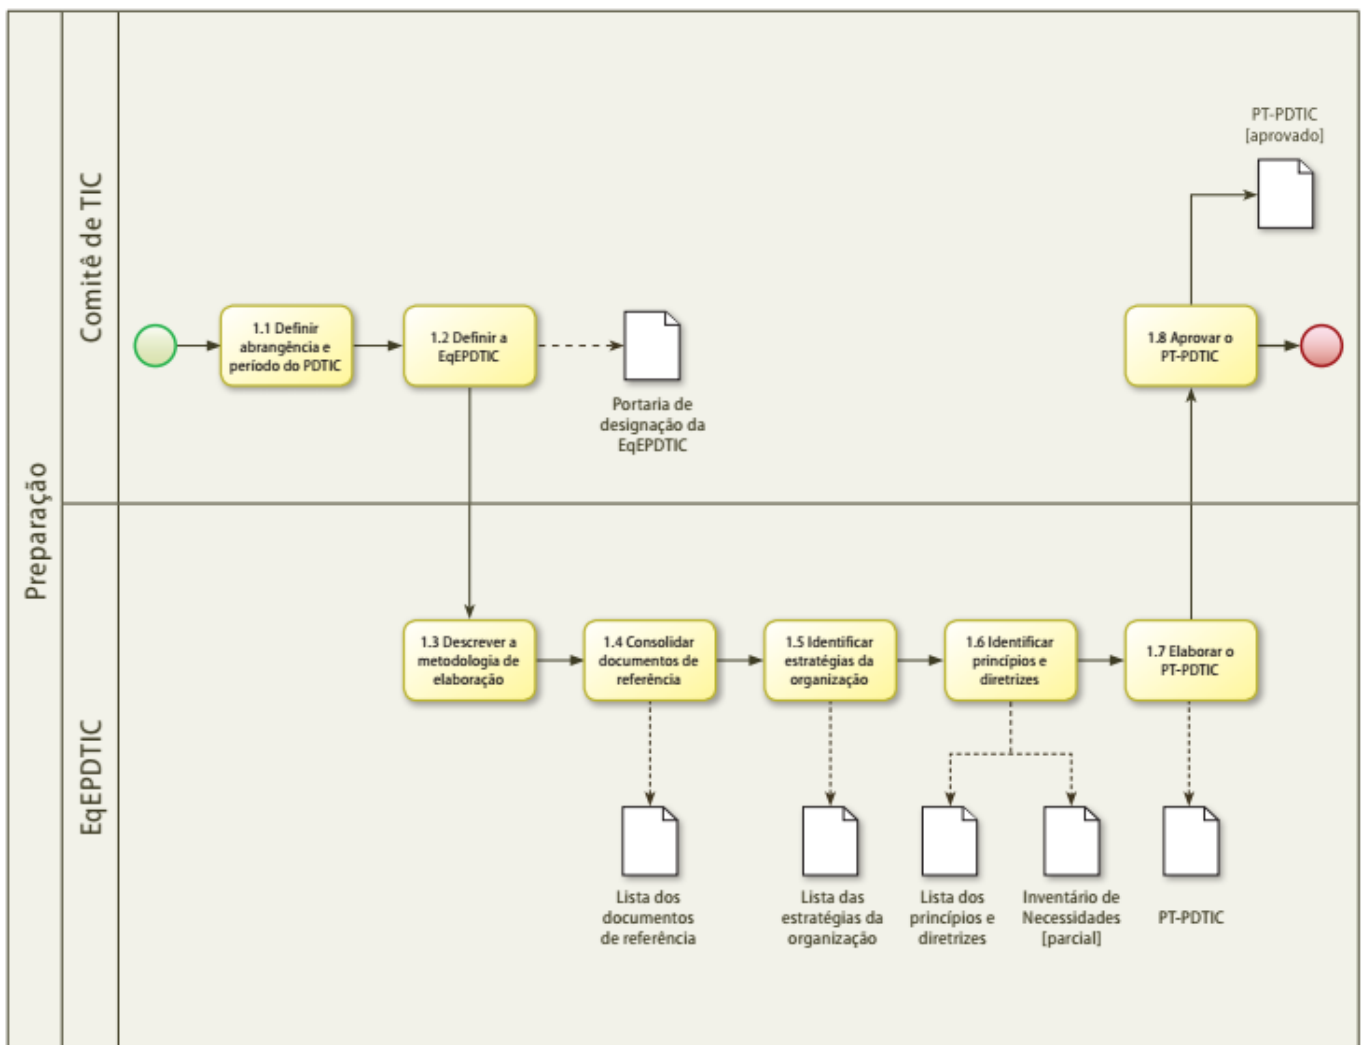 Preparação
Comitê de TIC
1.1 Definir
abrangência e
período do PDTIC
1.2 Definir a
EqEPDTIC
Portaria de
designação da
EqEPDTIC
PT-PDTIC
[aprovado]
1.8 Aprovar o
PT-PDTIC
EqEPDTIC
1.3 Descrever a
metodologia de
elaboração
1.4 Consolidar
documentos de
referência
1.5 Identificar
estratégias da
organização
1.6 Identificar
princípios e
diretrizes
1.7 Elaborar o
PT-PDTIC
Lista dos
documentos
de referência
Lista das
estratégias da
organização
Lista dos
princípios e
diretrizes
Inventário de
Necessidades
[parcial]
PT-PDTIC